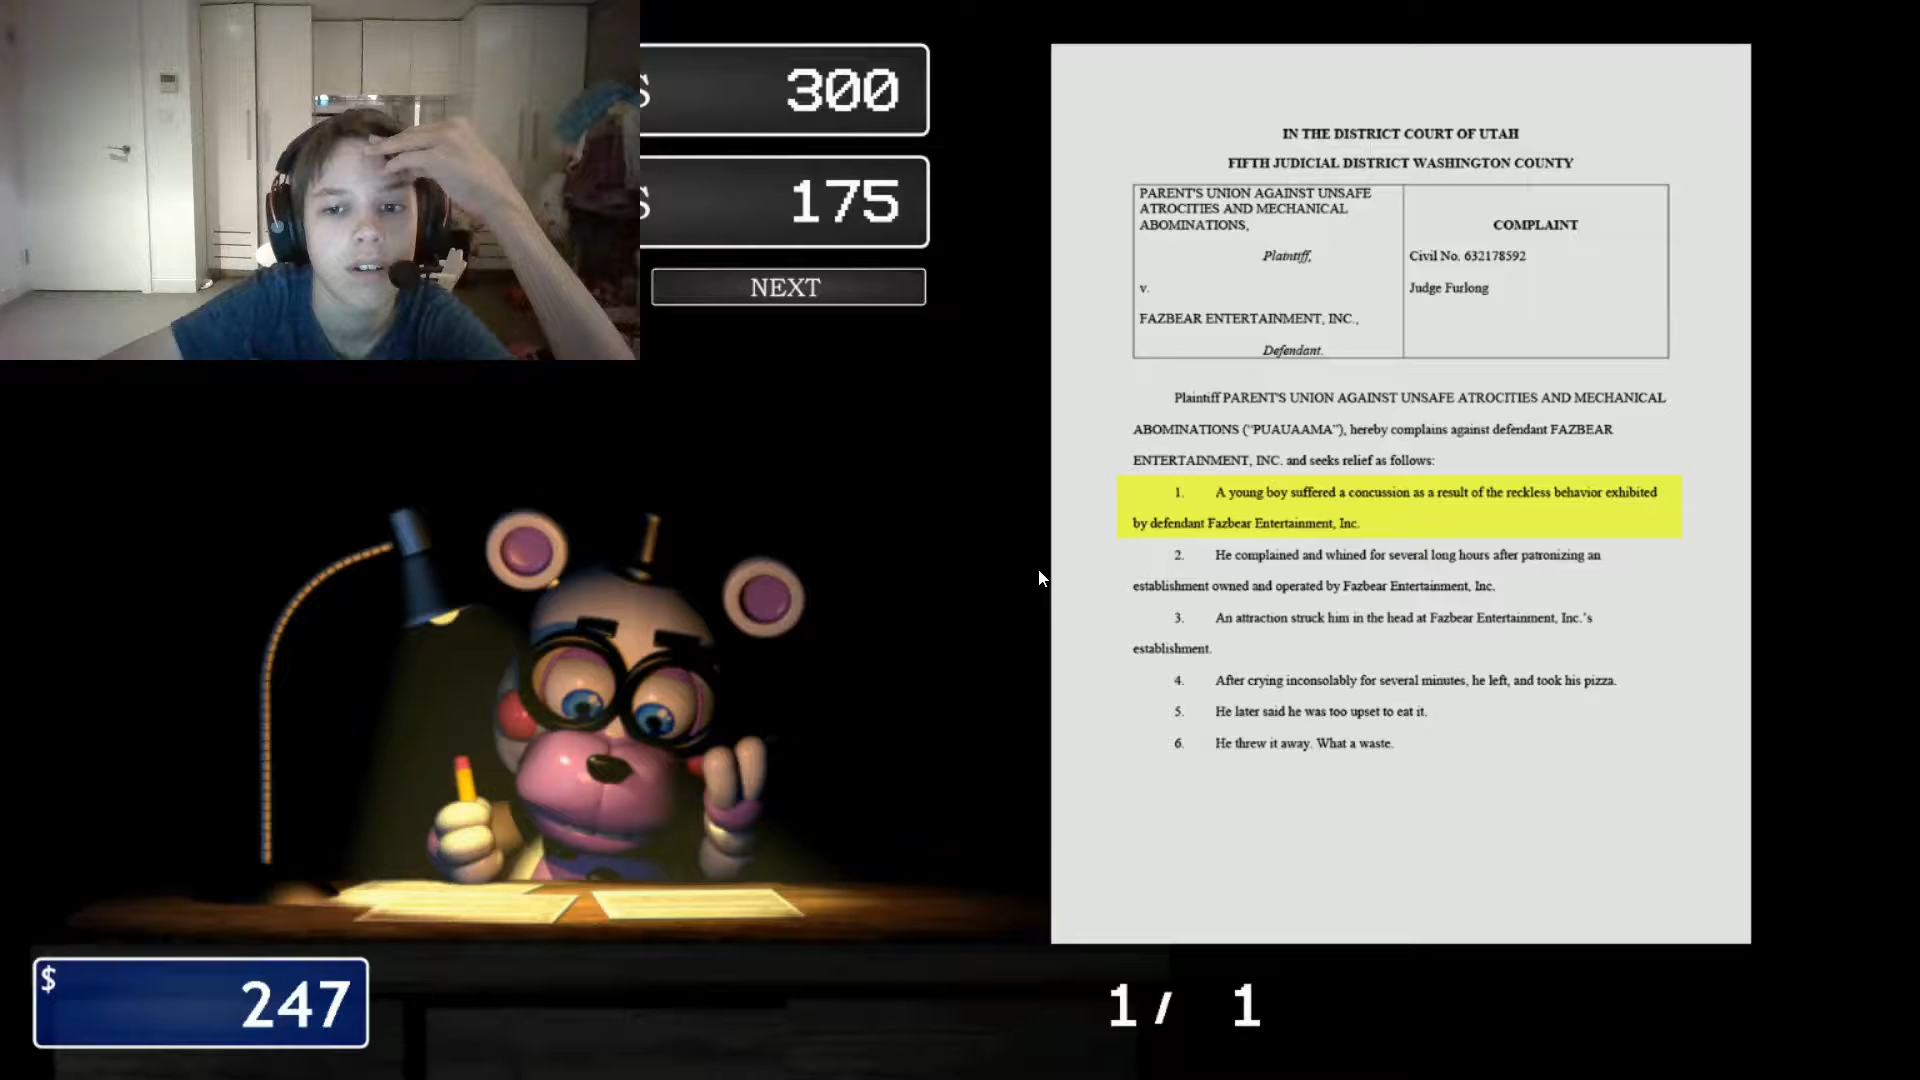 $ 300
$ 175
NEXT
IN THE DISTRICT COURT OF UTAH
FIFTH JUDICIAL DISTRICT WASHINGTON COUNTY
PARENT'S UNION AGAINST UNSAFE
ATROCITIES AND MECHANICAL
ABOMINATIONS,
Plaintiff,
v.
FAZBEAR ENTERTAINMENT, INC.,
Defendant.
COMPLAINT
Civil No. 632178592
Judge Furlong
Plaintiff PARENT'S UNION AGAINST UNSAFE ATROCITIES AND MECHANICAL
ABOMINATIONS ("PUAUAAMA"), hereby complains against defendant FAZBEAR
ENTERTAINMENT, INC. and seeks relief as follows:
1. A young boy suffered a concussion as a result of the reckless behavior exhibited
by defendant Fazbear Entertainment, Inc.
2. He complained and whined for several long hours after patronizing an
establishment owned and operated by Fazbear Entertainment, Inc.
3. An attraction struck him in the head at Fazbear Entertainment, Inc.'s
establishment.
4. After crying inconsolably for several minutes, he left, and took his pizza.
5. He later said he was too upset to eat it.
6. He threw it away. What a waste.
$ 247
1 / 1